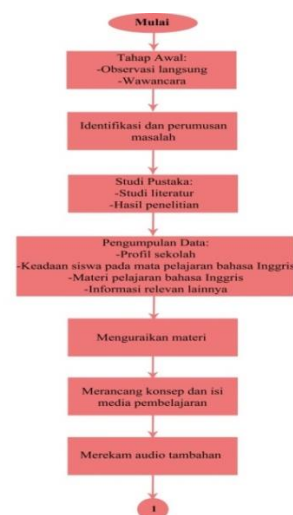 Mulai
Tahap Awal:
-Observasi langsung
-Wawancara
Identifikasi dan perumusan
masalah
Studi Pustaka:
-Studi literatur
-Hasil penelitian
Pengumpulan Data:
-Profil sekolah
-Keadaan siswa pada mata pelajaran bahasa Inggris
-Materi pelajaran bahasa Inggris
-Informasi relevan lainnya
Menguraikan materi
Merancang konsep dan isi
media pembelajaran
Merekam audio tambahan
1